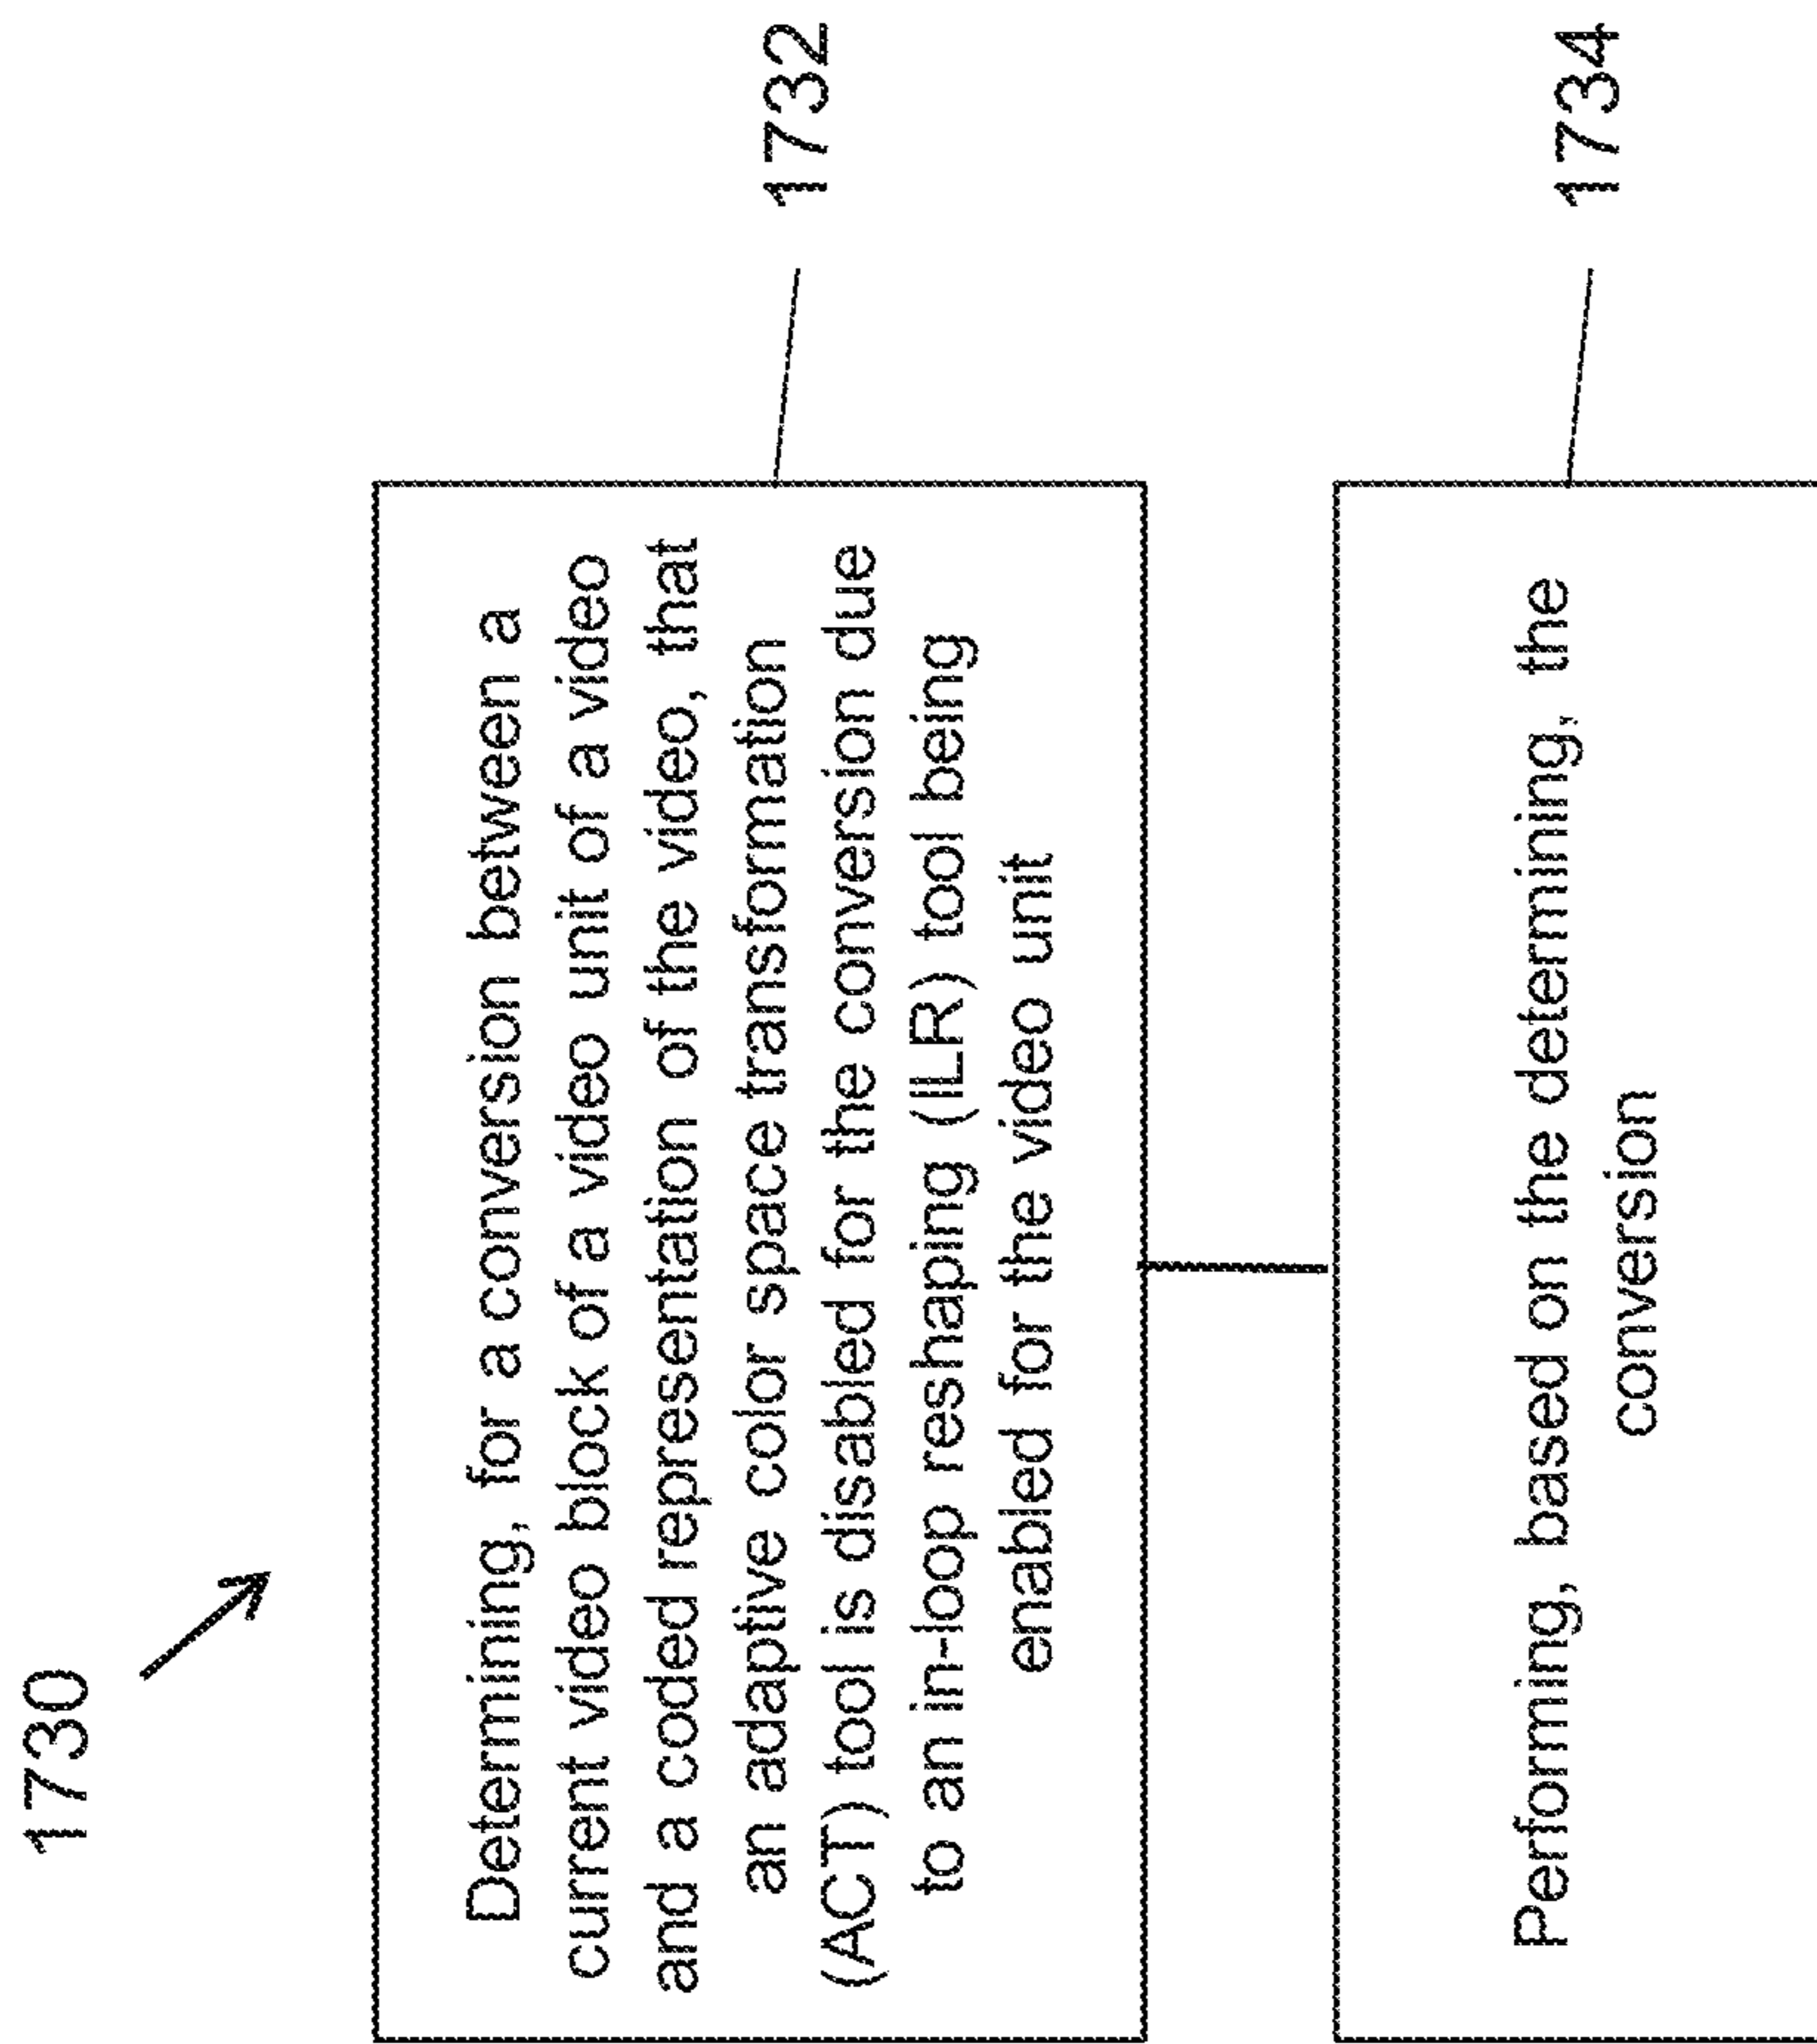 1730
Determining, for a conversion between a
current video block of a video unit of a video
and a coded representation of the video, that
an adaptive color space transformation
(ACT) tool is disabled for the conversion due
to an in-loop reshaping (ILR) tool being
enabled for the video unit
1732
Performing, based on the determining, the
conversion
1734